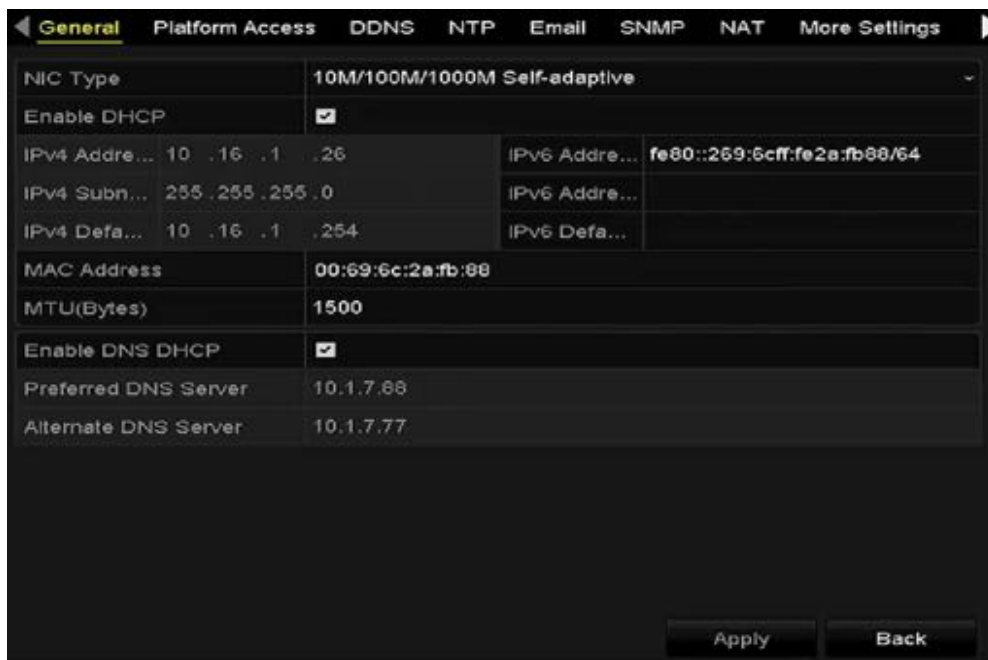 General Platform Access DDNS NTP Email SNMP NAT More Settings
NIC Type 10M/100M/1000M Self-adaptive
Enable DHCP
IPv4 Addre... 10 .16 .1 .26 IPv6 Addre... fe80::269:6cff:fe2a:fb88/64
IPv4 Subn... 255.255.255.0 IPv6 Addre...
IPv4 Defa... 10 .16 .1 .254 IPv6 Defa...
MAC Address 00:69:6c:2a:fb:88
MTU(Bytes) 1500
Enable DNS DHCP
Preferred DNS Server 10.1.7.88
Alternate DNS Server 10.1.7.77
Apply Back